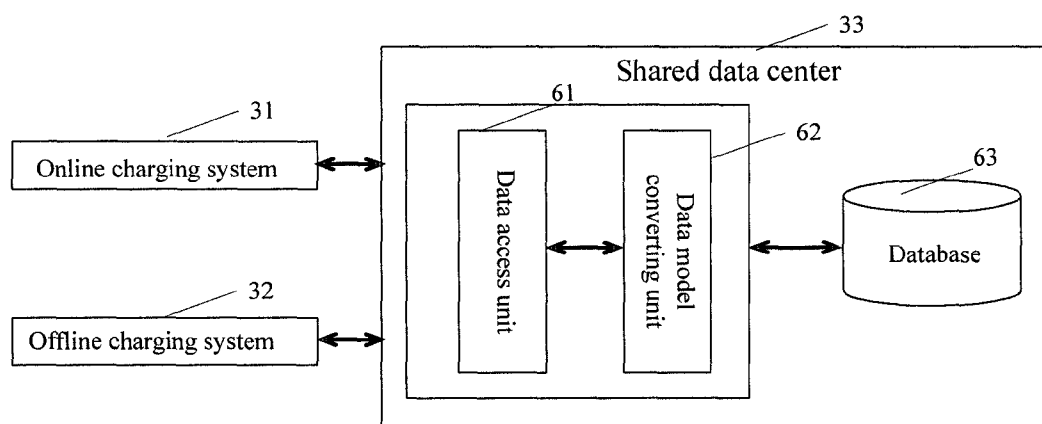 33
Shared data center
31
Online charging system
61
Data access unit
62
Data model
converting unit
63
Database
32
Offline charging system